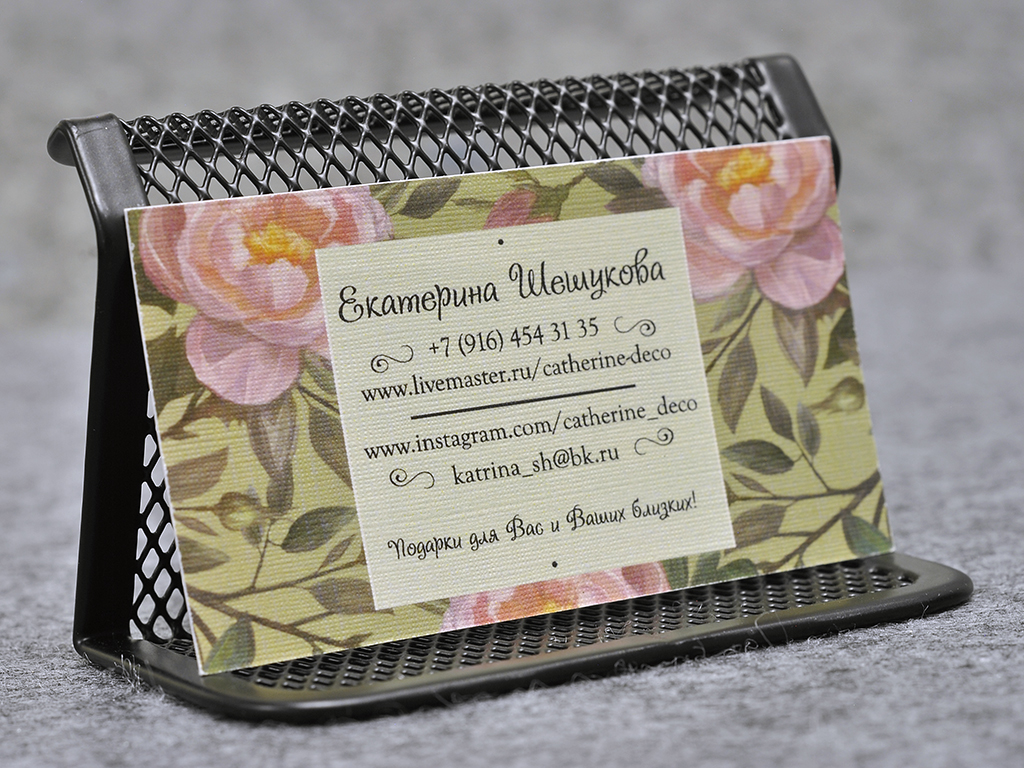 Екатерина Шешукова
+7 (916) 454 31 35
www.livemaster.ru/catherine-deco
www.instagram.com/catherine_deco
katrina_sh@bk.ru
Подарки для Вас и Ваших близких!